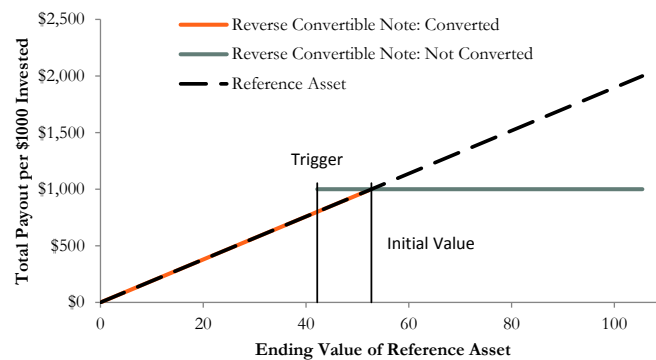 $2,500
Reverse Convertible Note: Converted
Reverse Convertible Note: Not Converted
Reference Asset
$2,000
$1,500
Trigger
$1,000
$500
Initial Value
$0
0 20 40 60 80 100
Total Payout per $1000 Invested
Ending Value of Reference Asset